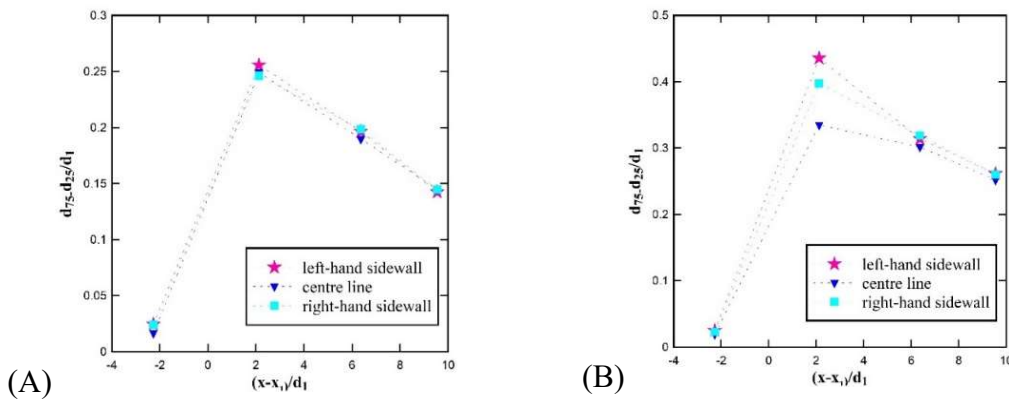 0.3
0.25
0.2
0.15
0.1
0.05
0
d75-d25/d1
-4 -2 0 2 4 6 8 10
(x-x0)/d1
left-hand sidewall
centre line
right-hand sidewall
(A)
0.5
0.4
0.3
0.2
0.1
0
d75-d25/d1
-4 -2 0 2 4 6 8 10
(x-x0)/d1
left-hand sidewall
centre line
right-hand sidewall
(B)